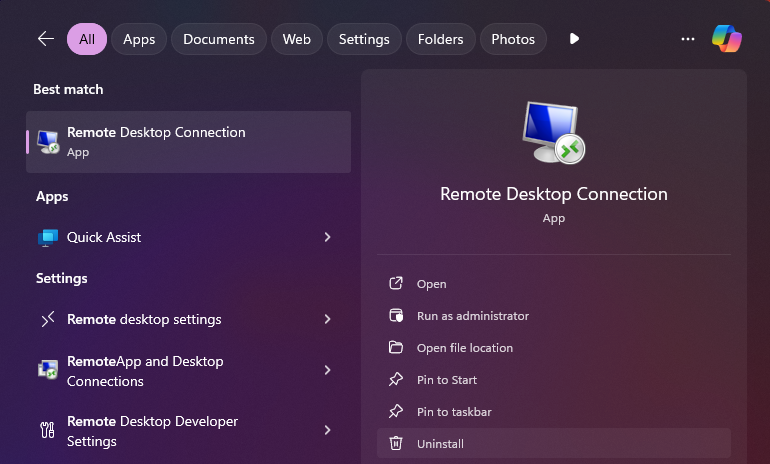 All
Apps
Documents
Web
Settings
Folders
Photos
Best match
Remote Desktop Connection
App
Apps
Quick Assist
Settings
Remote desktop settings
RemoteApp and Desktop
Connections
Remote Desktop Developer
Settings
Remote Desktop Connection
App
Open
Run as administrator
Open file location
Pin to Start
Pin to taskbar
Uninstall